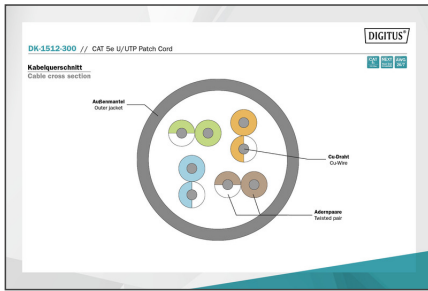 DIGITUS®
DK-1512-300 // CAT 5e U/UTP Patch Cord
Kabelquerschnitt
Cable cross section
Außenmantel
Outer jacket
Cu-Draht
Cu-Wire
Adernpaare
Twisted pair